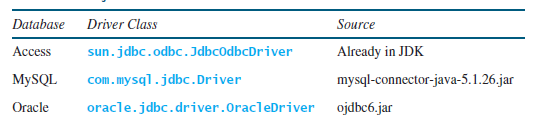 Database Driver Class Source
Access sun.jdbc.odbc.JdbcOdbcDriver Already in JDK
MySQL com.mysql.jdbc.Driver mysql-connector-java-5.1.26.jar
Oracle oracle.jdbc.driver.OracleDriver ojdbc6.jar